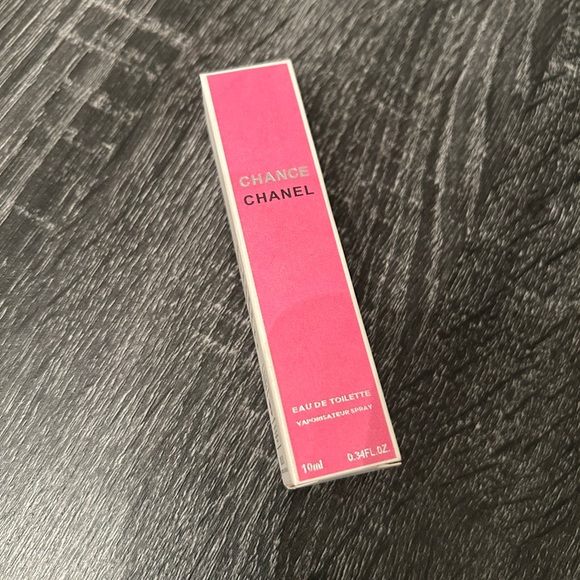 CHANCE
CHANEL
EAU DE TOILETTE
VAPORISATEUR SPRAY
10ml 0.34FL.OZ.